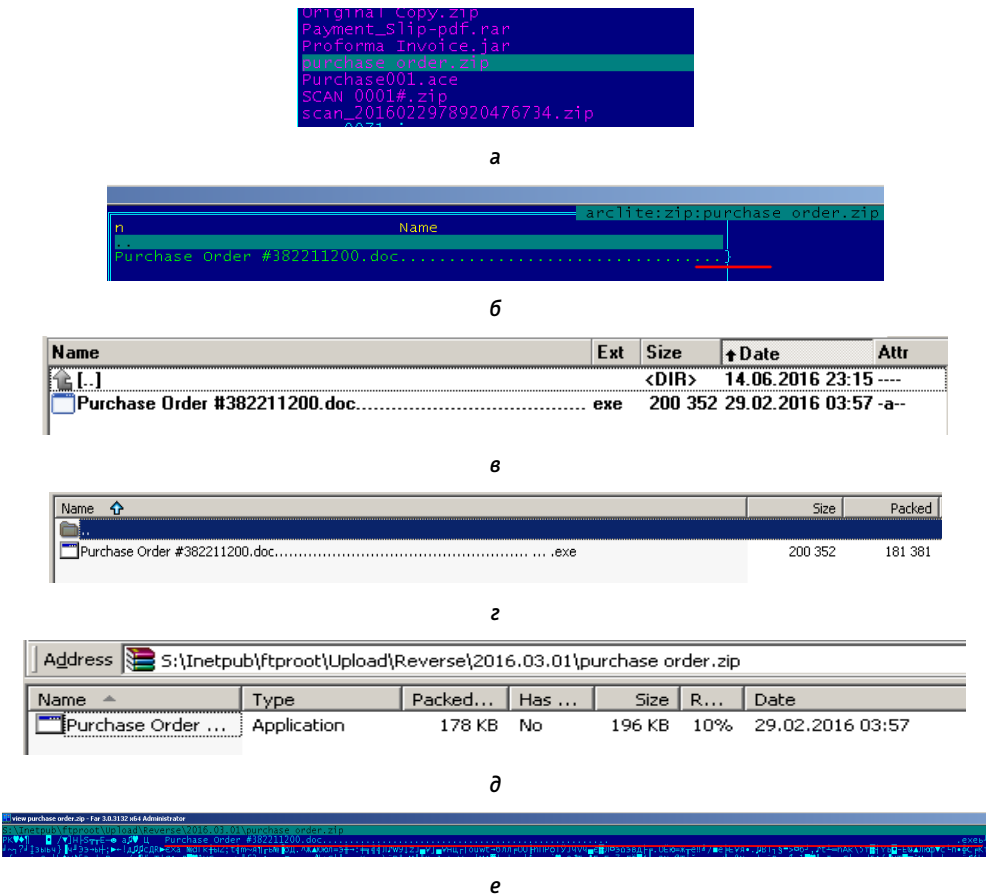 Original Copy.zip
Payment_Slip-pdf.rar
Proforma Invoice.jar
purchase order.zip
Purchase001.ace
SCAN 0001#.zip
scan_2016022978920476734.zip
а
arclite:zip:purchase order.zip
n Name
..
Purchase Order #382211200.doc.......................................}
б
Name Ext Size Date Attr
[..] <DIR> 14.06.2016 23:15 ----
Purchase Order #382211200.doc..................................... exe 200 352 29.02.2016 03:57 -a--
в
Name Size Packed
..
Purchase Order #382211200.doc.................................................... ... .exe 200 352 181 381
г
Address S:\Inetpub\ftproot\Upload\Reverse\2016.03.01\purchase order.zip
Name Type Packed... Has ... Size R... Date
Purchase Order ... Application 178 KB No 196 KB 10% 29.02.2016 03:57
д
view purchase order.zip - Far 3.0.3132 x64 Administrator
S:\Inetpub\ftproot\Upload\Reverse\2016.03.01\purchase order.zip
Purchase Order #382211200.doc
е